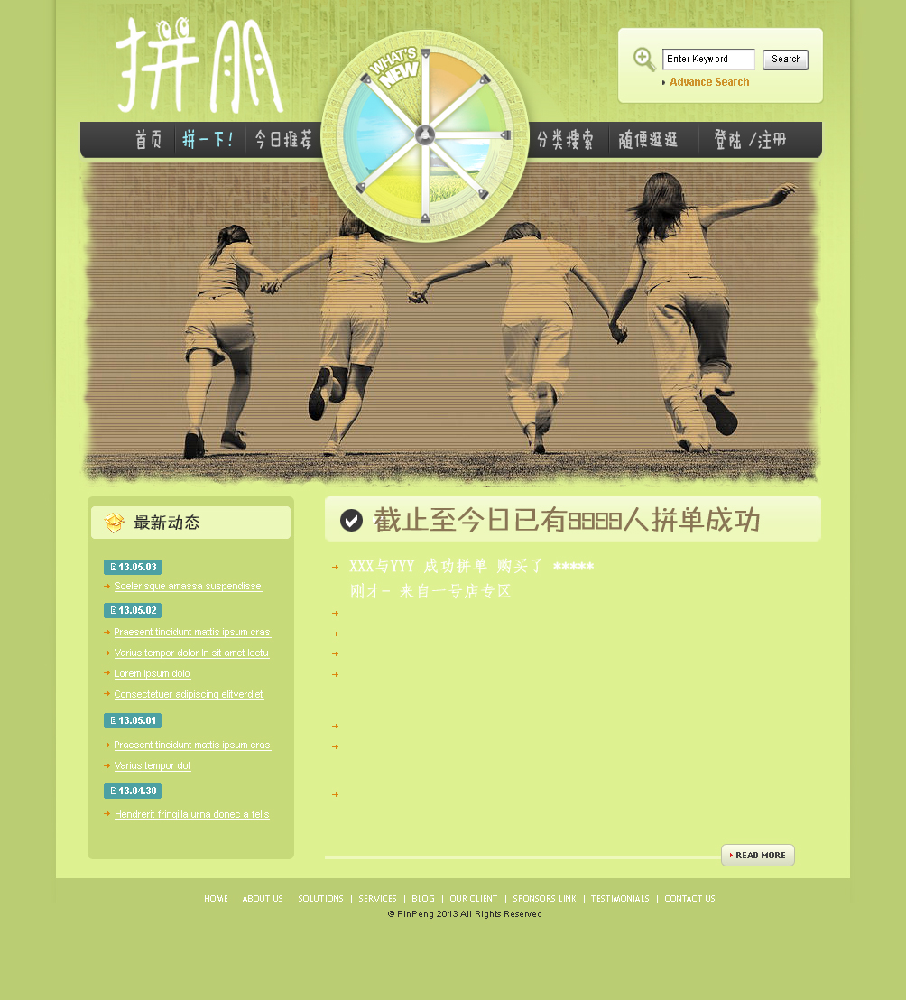 拼朋
WHAT'S
NEW
Enter Keyword
Search
Advance Search
首页
拼一下!
今日推荐
分类搜索
随便逛逛
登陆 /注册
最新动态
13.05.03
Scelerisque amassa suspendisse
13.05.02
Praesent tincidunt mattis ipsum cras
Varius tempor dolor In sit amet lectu
Lorem ipsum dolo
Consectetuer adipiscing elitverdiet
13.05.01
Praesent tincidunt mattis ipsum cras
Varius tempor dol
13.04.30
Hendrerit fringilla urna donec a felis
截止至今日已有8888人拼单成功
XXX与YYY 成功拼单 购买了 *****
刚才- 来自一号店专区
READ MORE
HOME | ABOUT US | SOLUTIONS | SERVICES | BLOG | OUR CLIENT | SPONSORS LINK | TESTIMONIALS | CONTACT US
© PinPeng 2013 All Rights Reserved